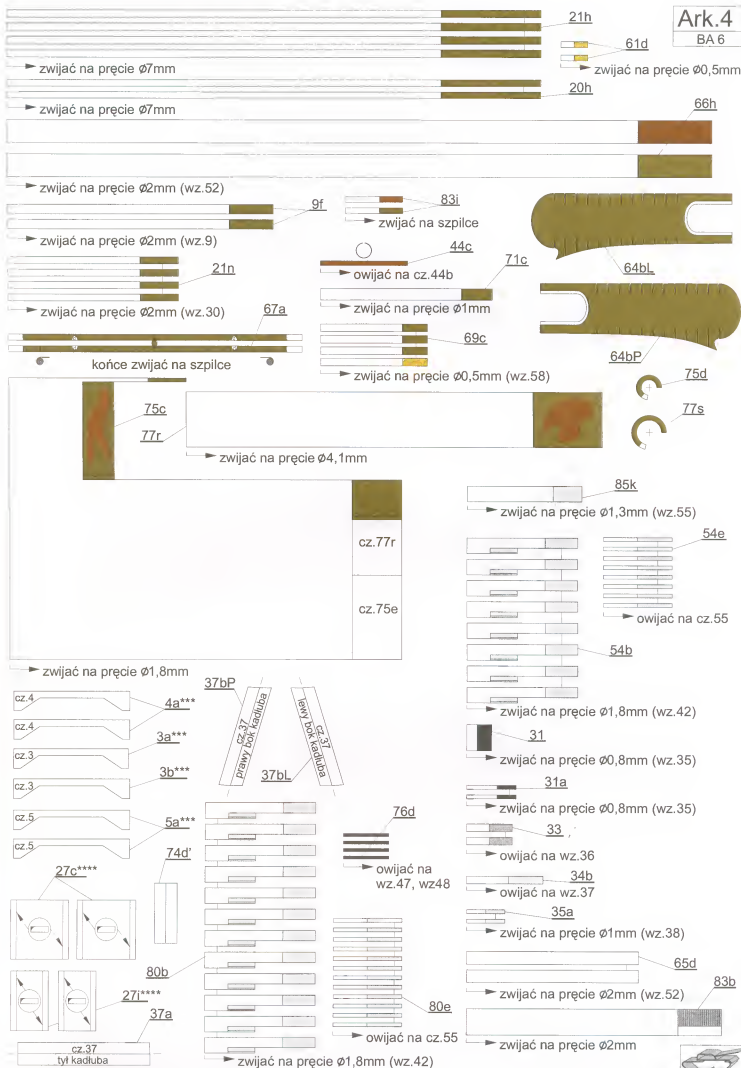 Ark.4
BA 6
21h
zwijać na pręcie Ø7mm
61d
zwijać na pręcie Ø0,5mm
20h
zwijać na pręcie Ø7mm
66h
zwijać na pręcie Ø2mm (wz.52)
9f
zwijać na pręcie Ø2mm (wz.9)
83i
zwijać na szpilce
44c
owijać na cz.44b
64bL
21n
zwijać na pręcie Ø2mm (wz.30)
71c
zwijać na pręcie Ø1mm
67a
końce zwijać na szpilce
69c
zwijać na pręcie Ø0,5mm (wz.58)
64bP
75d
77s
75c
77r
zwijać na pręcie Ø4,1mm
cz.77r
cz.75e
zwijać na pręcie Ø1,8mm
85k
zwijać na pręcie Ø1,3mm (wz.55)
54e
owijać na cz.55
54b
zwijać na pręcie Ø1,8mm (wz.42)
cz.4
4a***
cz.4
cz.3
3a***
cz.3
3b***
cz.5
5a***
cz.5
37bP
cz.37
prawy bok kadłuba
cz.37
lewy bok kadłuba
37bL
31
zwijać na pręcie Ø0,8mm (wz.35)
31a
zwijać na pręcie Ø0,8mm (wz.35)
33
owijać na wz.36
34b
owijać na wz.37
35a
zwijać na pręcie Ø1mm (wz.38)
65d
zwijać na pręcie Ø2mm (wz.52)
83b
zwijać na pręcie Ø2mm
76d
owijać na
wz.47, wz48
27c****
74d'
80b
27i****
37a
cz.37
tył kadłuba
80e
owijać na cz.55
zwijać na pręcie Ø1,8mm (wz.42)